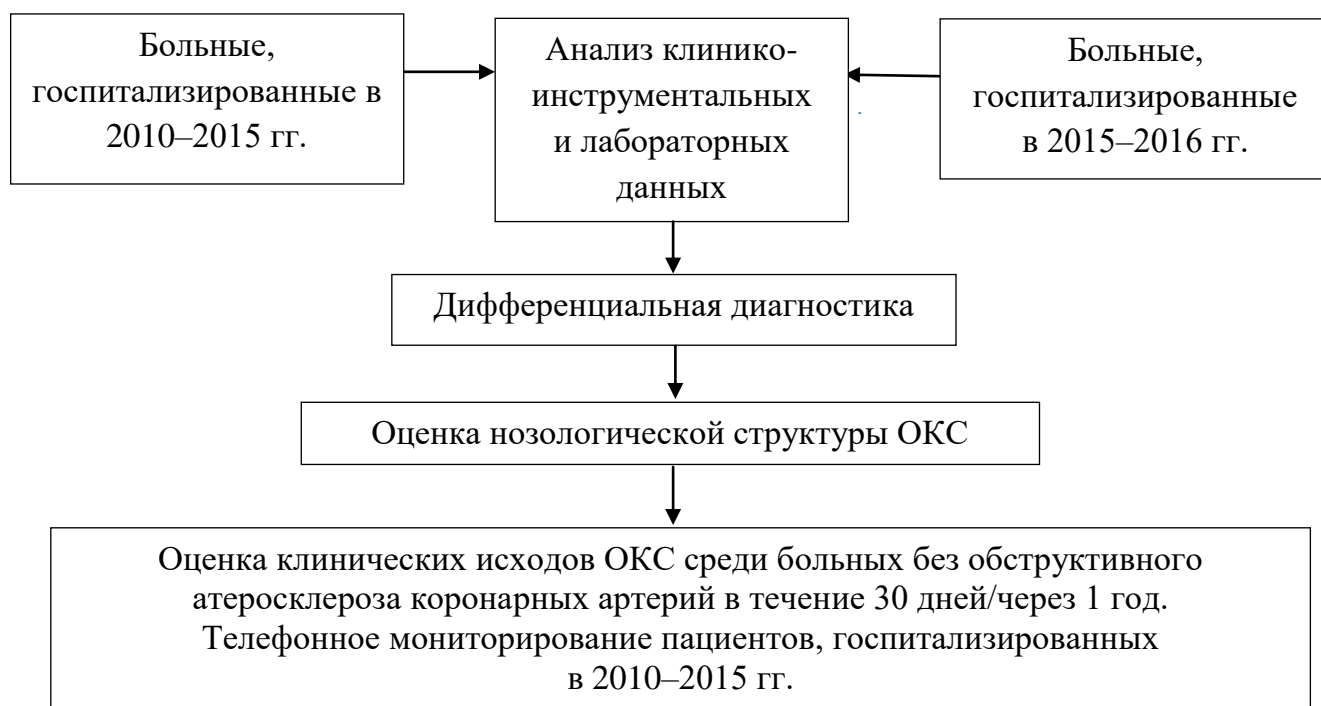 Больные,
госпитализированные в
2010–2015 гг.
Анализ клинико-
инструментальных
и лабораторных
данных
Больные,
госпитализированные
в 2015–2016 гг.
Дифференциальная диагностика
Оценка нозологической структуры ОКС
Оценка клинических исходов ОКС среди больных без обструктивного
атеросклероза коронарных артерий в течение 30 дней/через 1 год.
Телефонное мониторирование пациентов, госпитализированных
в 2010–2015 гг.